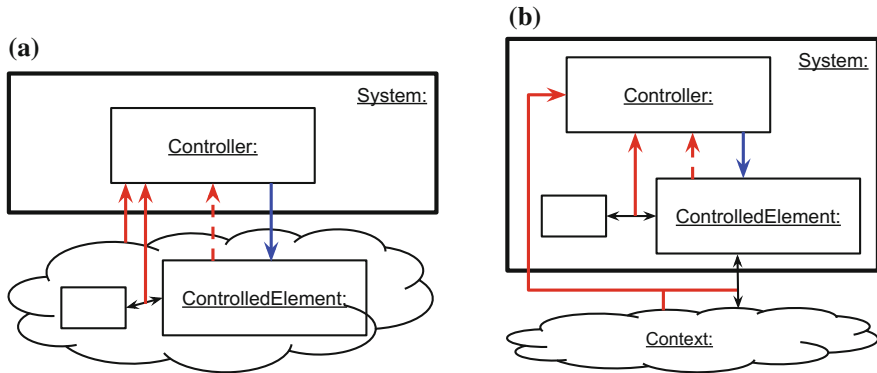 (a)
System:
Controller:
ControlledElement:
(b)
System:
Controller:
ControlledElement:
Context: